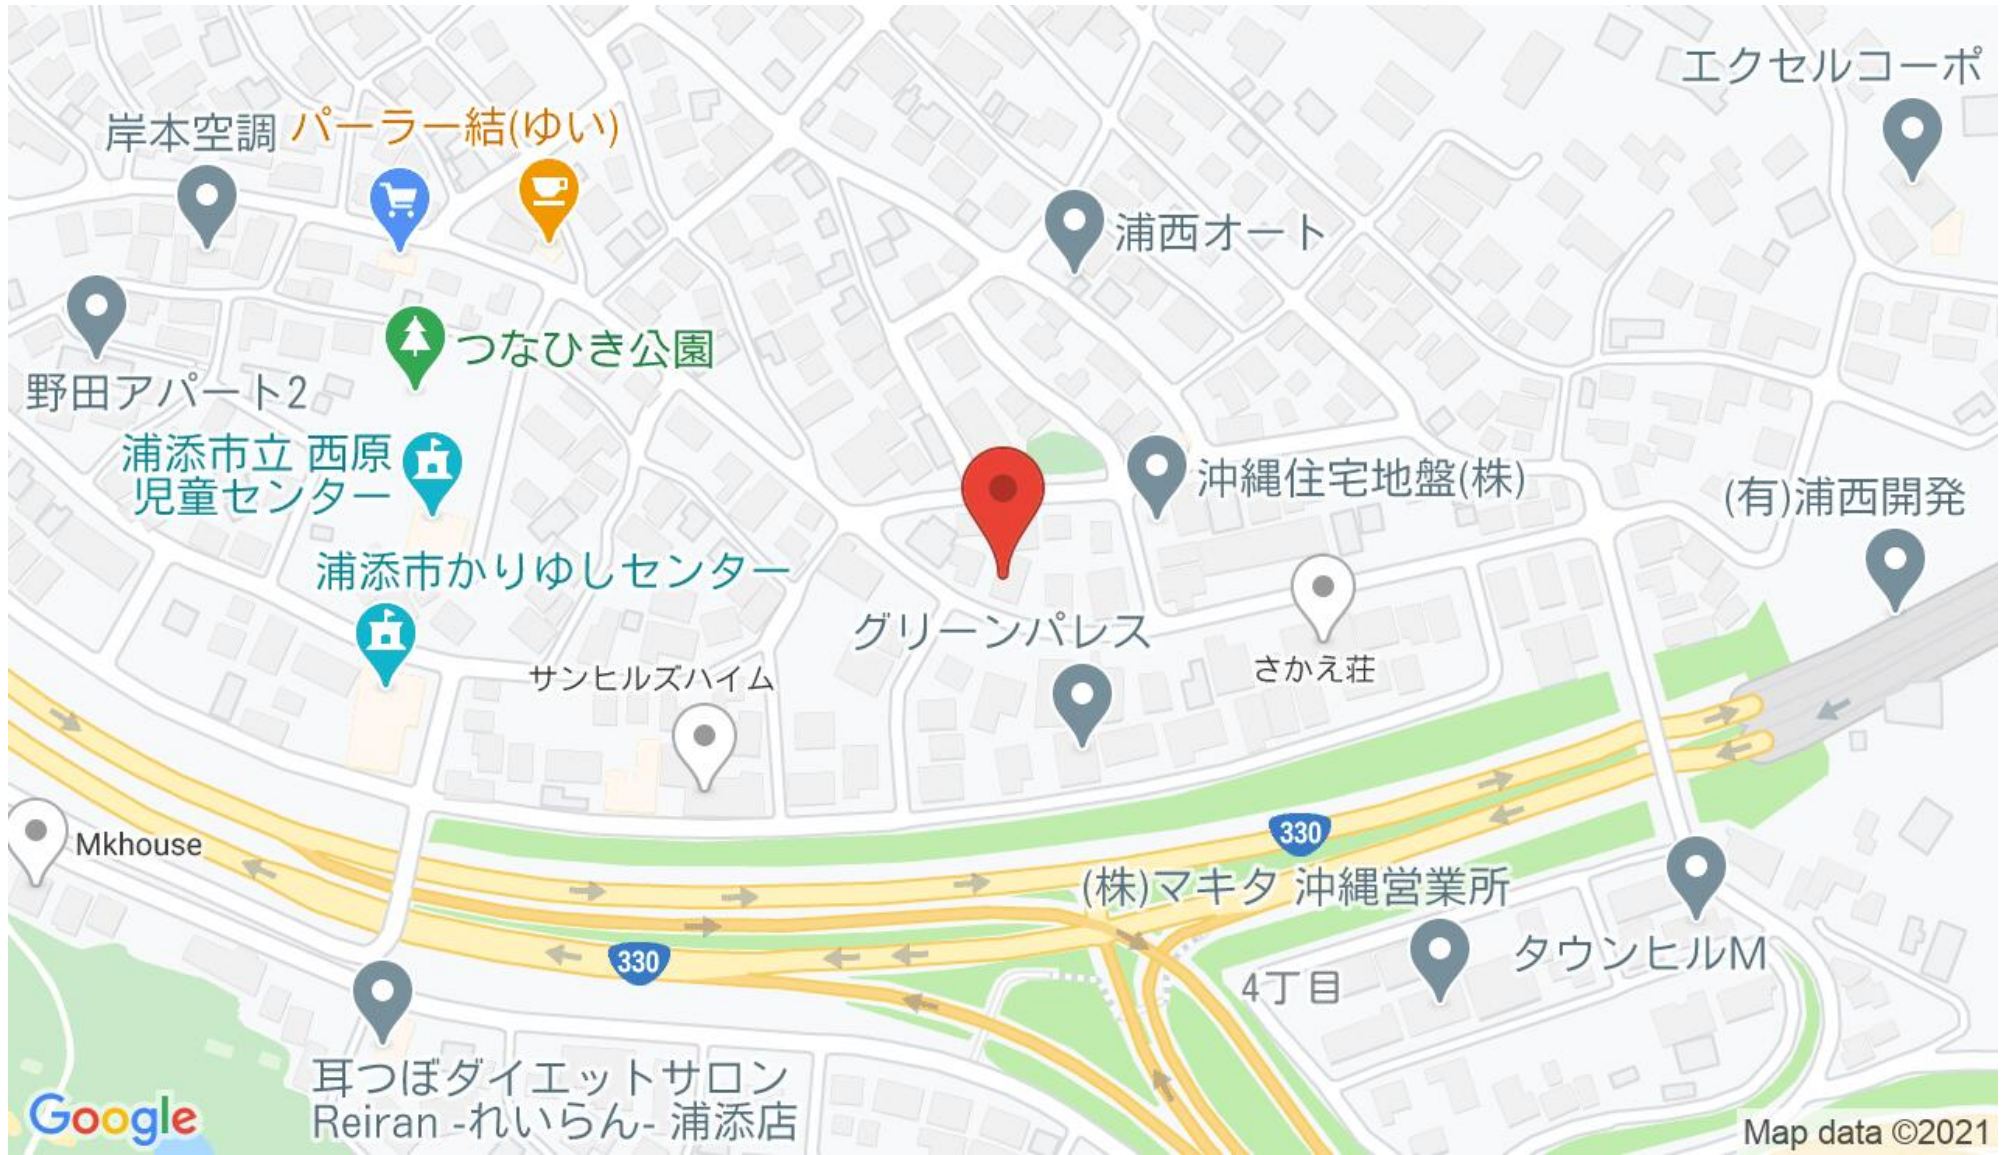 エクセルコーポ
岸本空調
パーラー結(ゆい)
浦西オート
つなひき公園
野田アパート2
浦添市立 西原
児童センター
沖縄住宅地盤(株)
(有)浦西開発
浦添市かりゆしセンター
グリーンパレス
さかえ荘
サンヒルズハイム
330
Mkhouse
(株)マキタ 沖縄営業所
タウンヒルM
330
4丁目
耳つぼダイエットサロン
Reiran -れいらん- 浦添店
Google
Map data ©2021